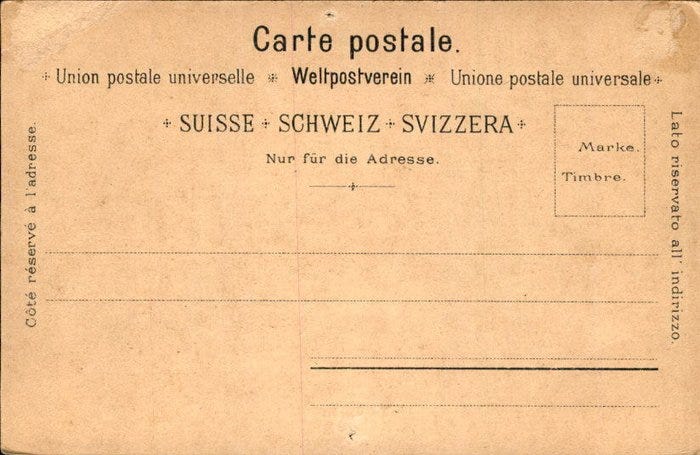 Carte postale.
Union postale universelle Weltpostverein Unione postale universale
SUISSE SCHWEIZ SVIZZERA
Nur für die Adresse.
Marke.
Timbre.
Côté réservé à l'adresse.
Lato riservato all' indirizzo.